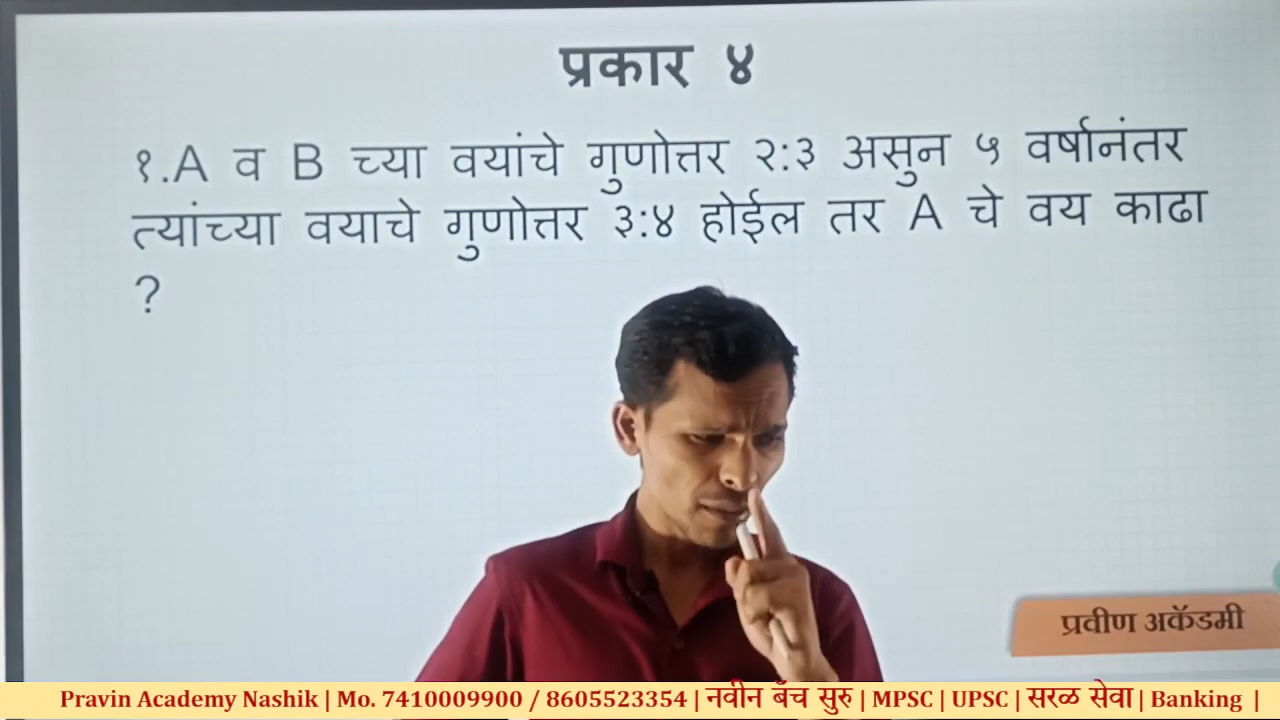 प्रकार ४
१.A व B च्या वयांचे गुणोत्तर २:३ असुन ५ वर्षानंतर
त्यांच्या वयाचे गुणोत्तर ३:४ होईल तर A चे वय काढा
?
प्रवीण अकॅडमी
Pravin Academy Nashik | Mo. 7410009900 / 8605523354 | नवीन बॅच सुरु | MPSC | UPSC | सरळ सेवा | Banking |